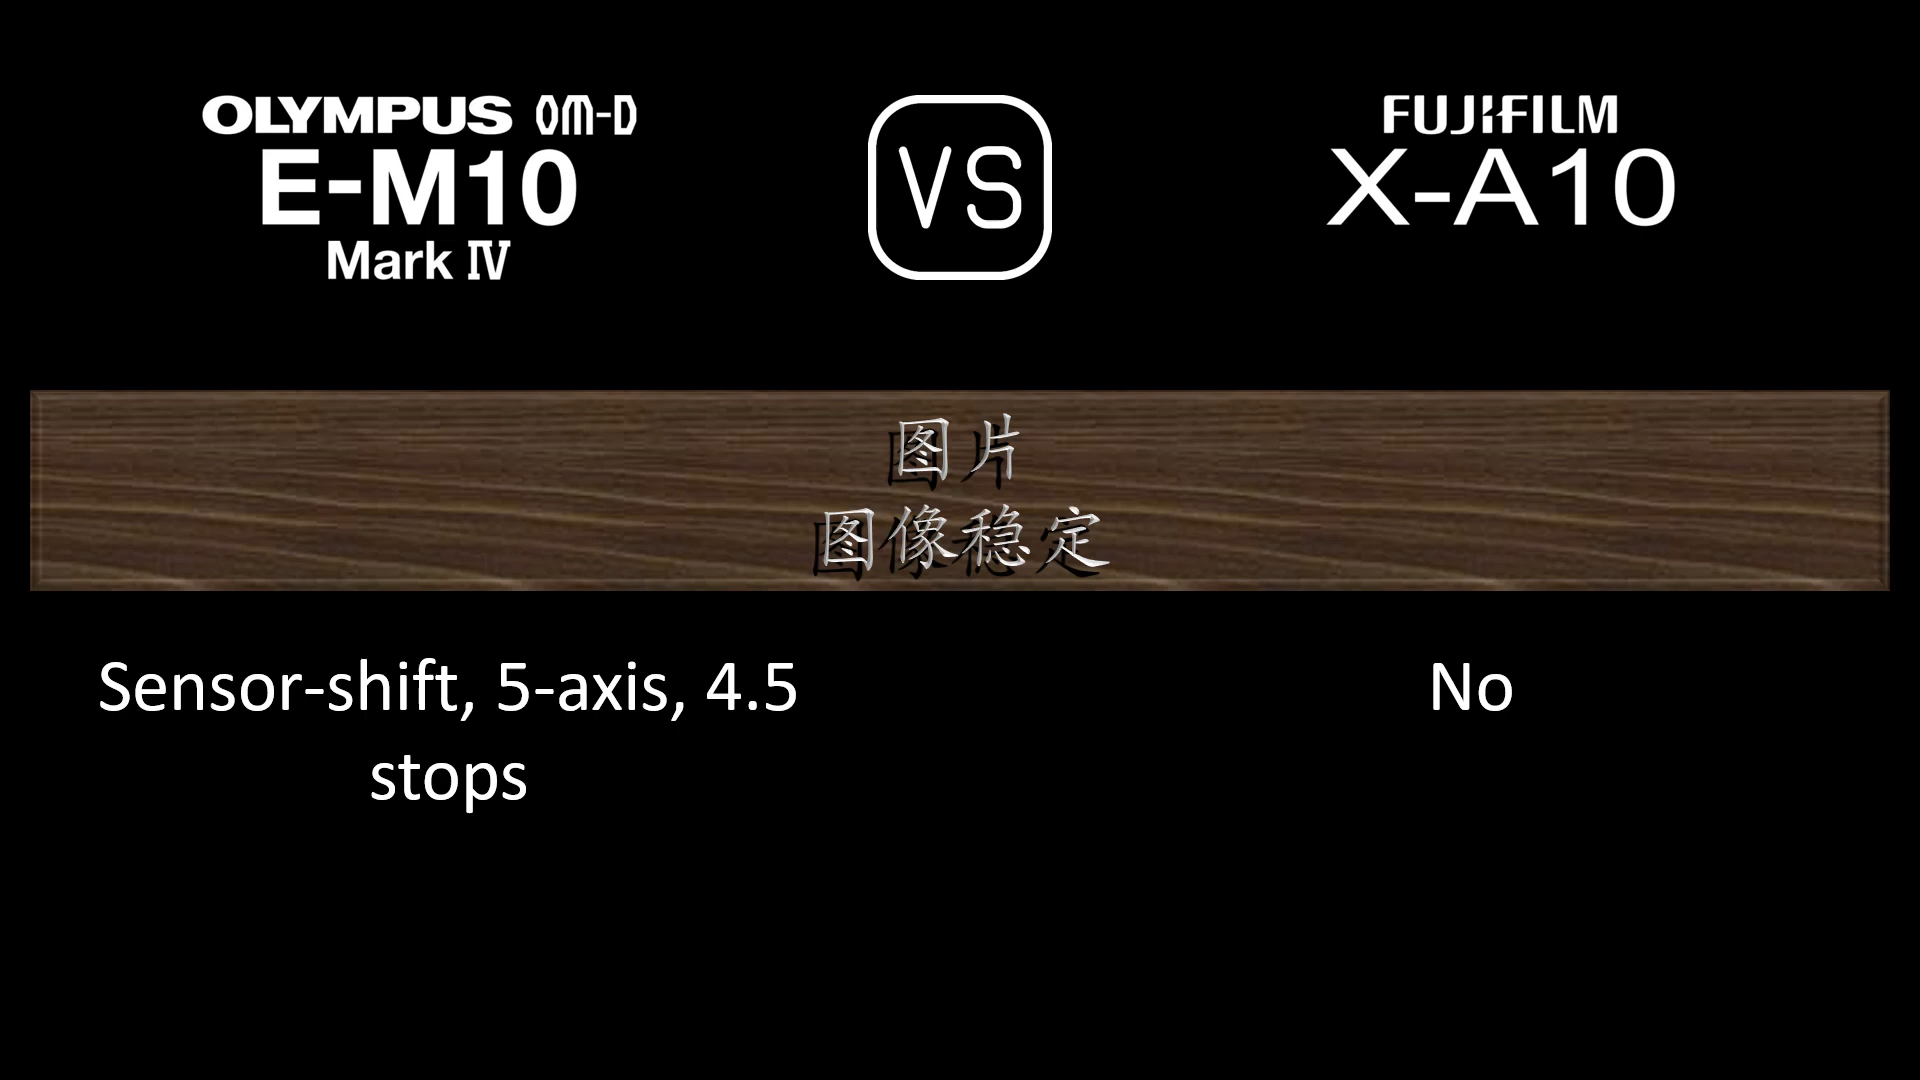 OLYMPUS OM-D
E-M10
Mark IV
VS
FUJIFILM
X-A10
图片
图像稳定
Sensor-shift, 5-axis, 4.5
stops
No